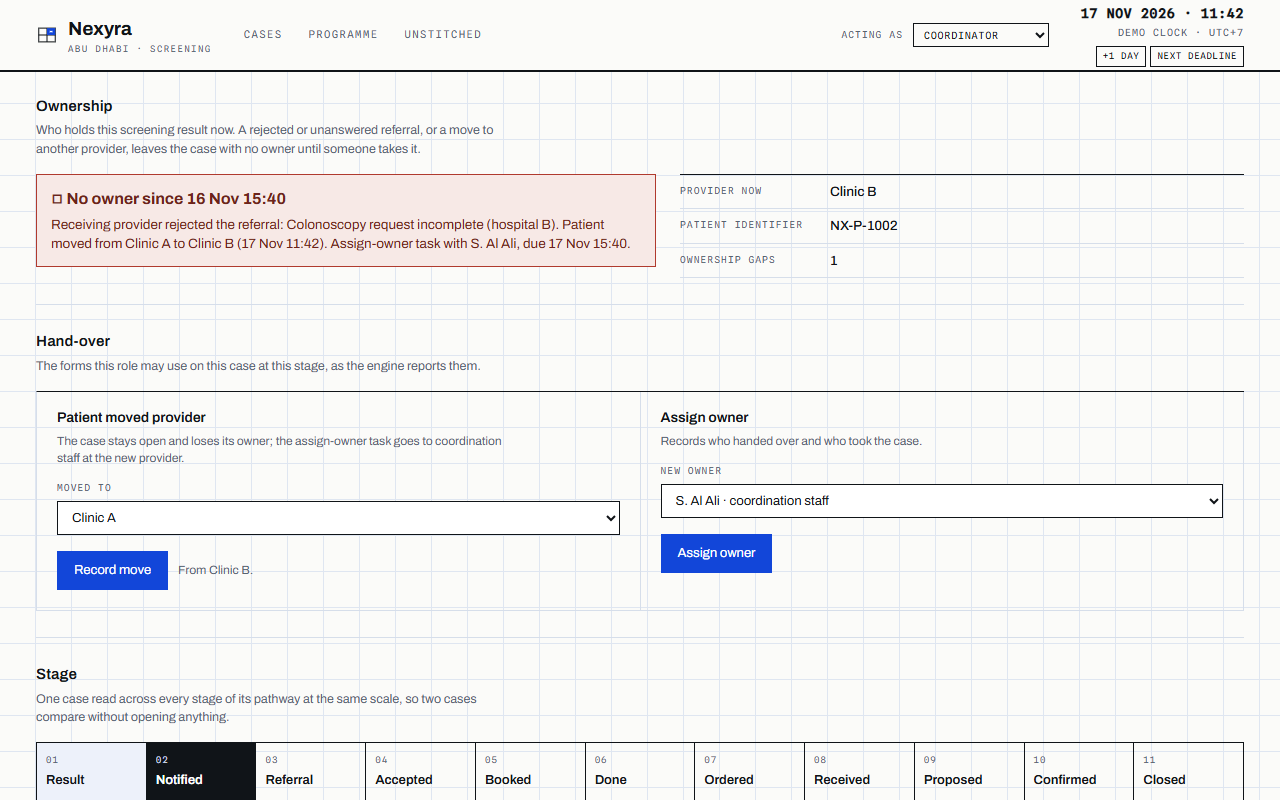 Nexyra
ABU DHABI · SCREENING
CASES
PROGRAMME
UNSTITCHED
ACTING AS
COORDINATOR
17 NOV 2026 · 11:42
DEMO CLOCK · UTC+7
+1 DAY
NEXT DEADLINE
Ownership
Who holds this screening result now. A rejected or unanswered referral, or a move to
another provider, leaves the case with no owner until someone takes it.
No owner since 16 Nov 15:40
Receiving provider rejected the referral: Colonoscopy request incomplete (hospital B). Patient
moved from Clinic A to Clinic B (17 Nov 11:42). Assign-owner task with S. Al Ali, due 17 Nov 15:40.
PROVIDER NOW Clinic B
PATIENT IDENTIFIER NX-P-1002
OWNERSHIP GAPS 1
Hand-over
The forms this role may use on this case at this stage, as the engine reports them.
Patient moved provider
The case stays open and loses its owner; the assign-owner task goes to coordination
staff at the new provider.
MOVED TO
Clinic A
Record move
From Clinic B.
Assign owner
Records who handed over and who took the case.
NEW OWNER
S. Al Ali · coordination staff
Assign owner
Stage
One case read across every stage of its pathway at the same scale, so two cases
compare without opening anything.
01
Result
02
Notified
03
Referral
04
Accepted
05
Booked
06
Done
07
Ordered
08
Received
09
Proposed
10
Confirmed
11
Closed